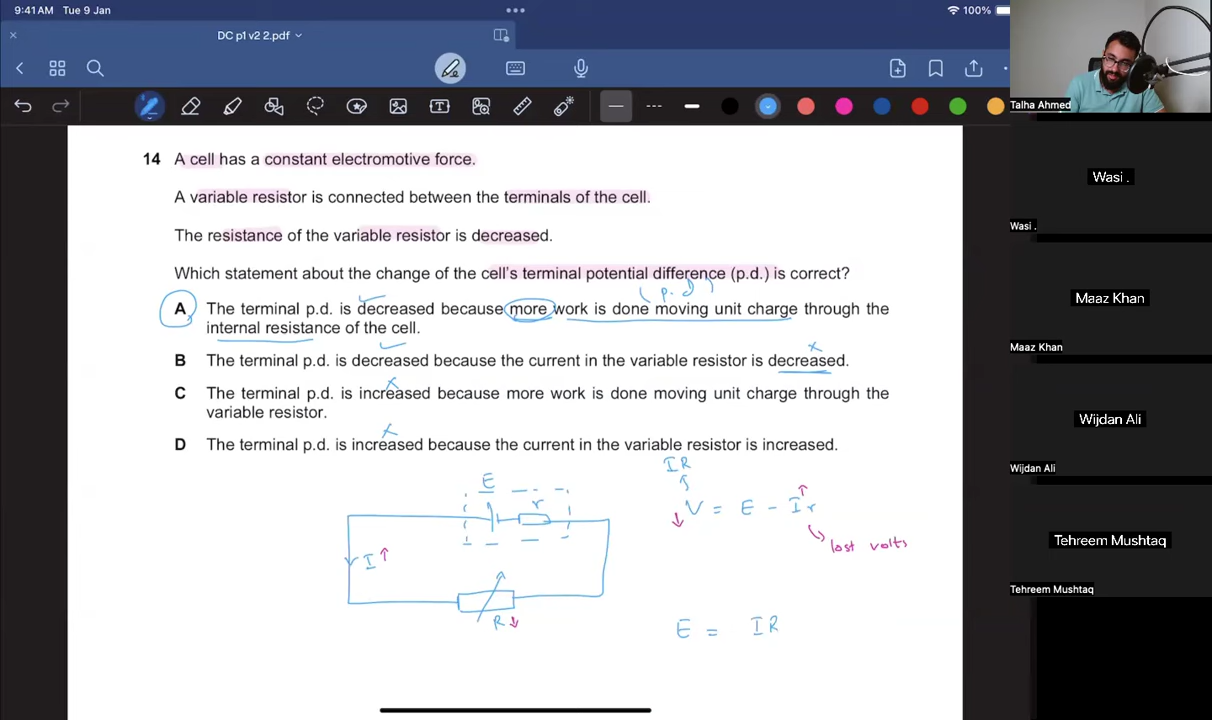 9:41 AM Tue 9 Jan
100%
DC p1 v2 2.pdf
Talha Ahmed
Wasi .
Wasi .
Maaz Khan
Maaz Khan
Wijdan Ali
Wijdan Ali
Tehreem Mushtaq
Tehreem Mushtaq
14 A cell has a constant electromotive force.
A variable resistor is connected between the terminals of the cell.
The resistance of the variable resistor is decreased.
Which statement about the change of the cell's terminal potential difference (p.d.) is correct?
(p.d)
A The terminal p.d. is decreased because more work is done moving unit charge through the
internal resistance of the cell.
B The terminal p.d. is decreased because the current in the variable resistor is decreased.
C The terminal p.d. is increased because more work is done moving unit charge through the
variable resistor.
D The terminal p.d. is increased because the current in the variable resistor is increased.
IR
↑
E
r
↓ V = E - Ir ↑
lost volts
I ↑
R ↓
E = IR